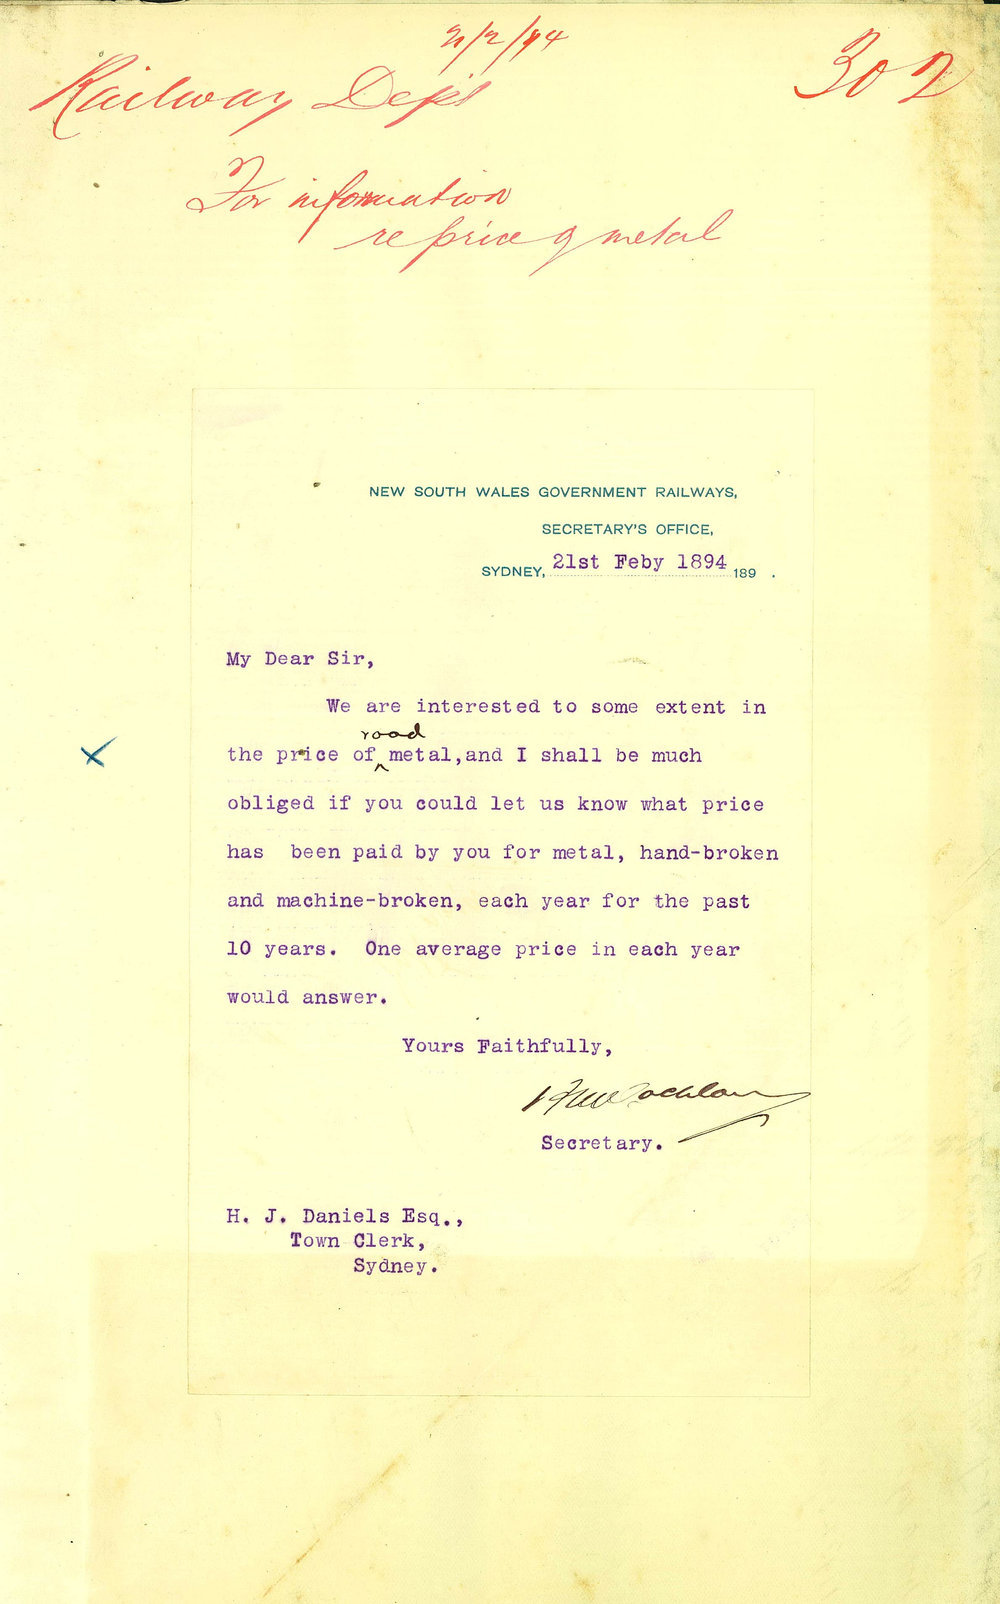 21/2/94
Railway Dept
302
For information
re price of metal
NEW SOUTH WALES GOVERNMENT RAILWAYS,
SECRETARY'S OFFICE,
SYDNEY, 21st Feby 1894 189 .
My Dear Sir,
We are interested to some extent in
road
the price of ^ metal,and I shall be much
obliged if you could let us know what price
has been paid by you for metal, hand-broken
and machine-broken, each year for the past
10 years. One average price in each year
would answer.
Yours Faithfully,
Secretary.
H. J. Daniels Esq.,
Town Clerk,
Sydney.